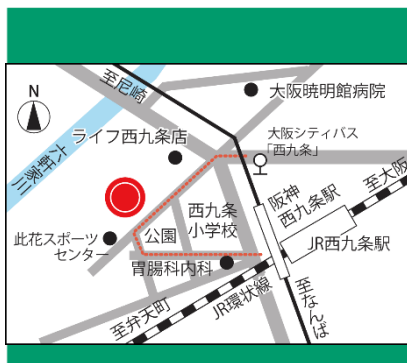 至尼崎
N
大阪暁明館病院
ライフ西九条店
大阪シティバス
「西九条」
六軒家川
阪神
西九条駅
至大阪
西九条
小学校
此花スポーツ
センター
公園
JR西九条駅
胃腸科内科
至弁天町
JR環状線
至なんば